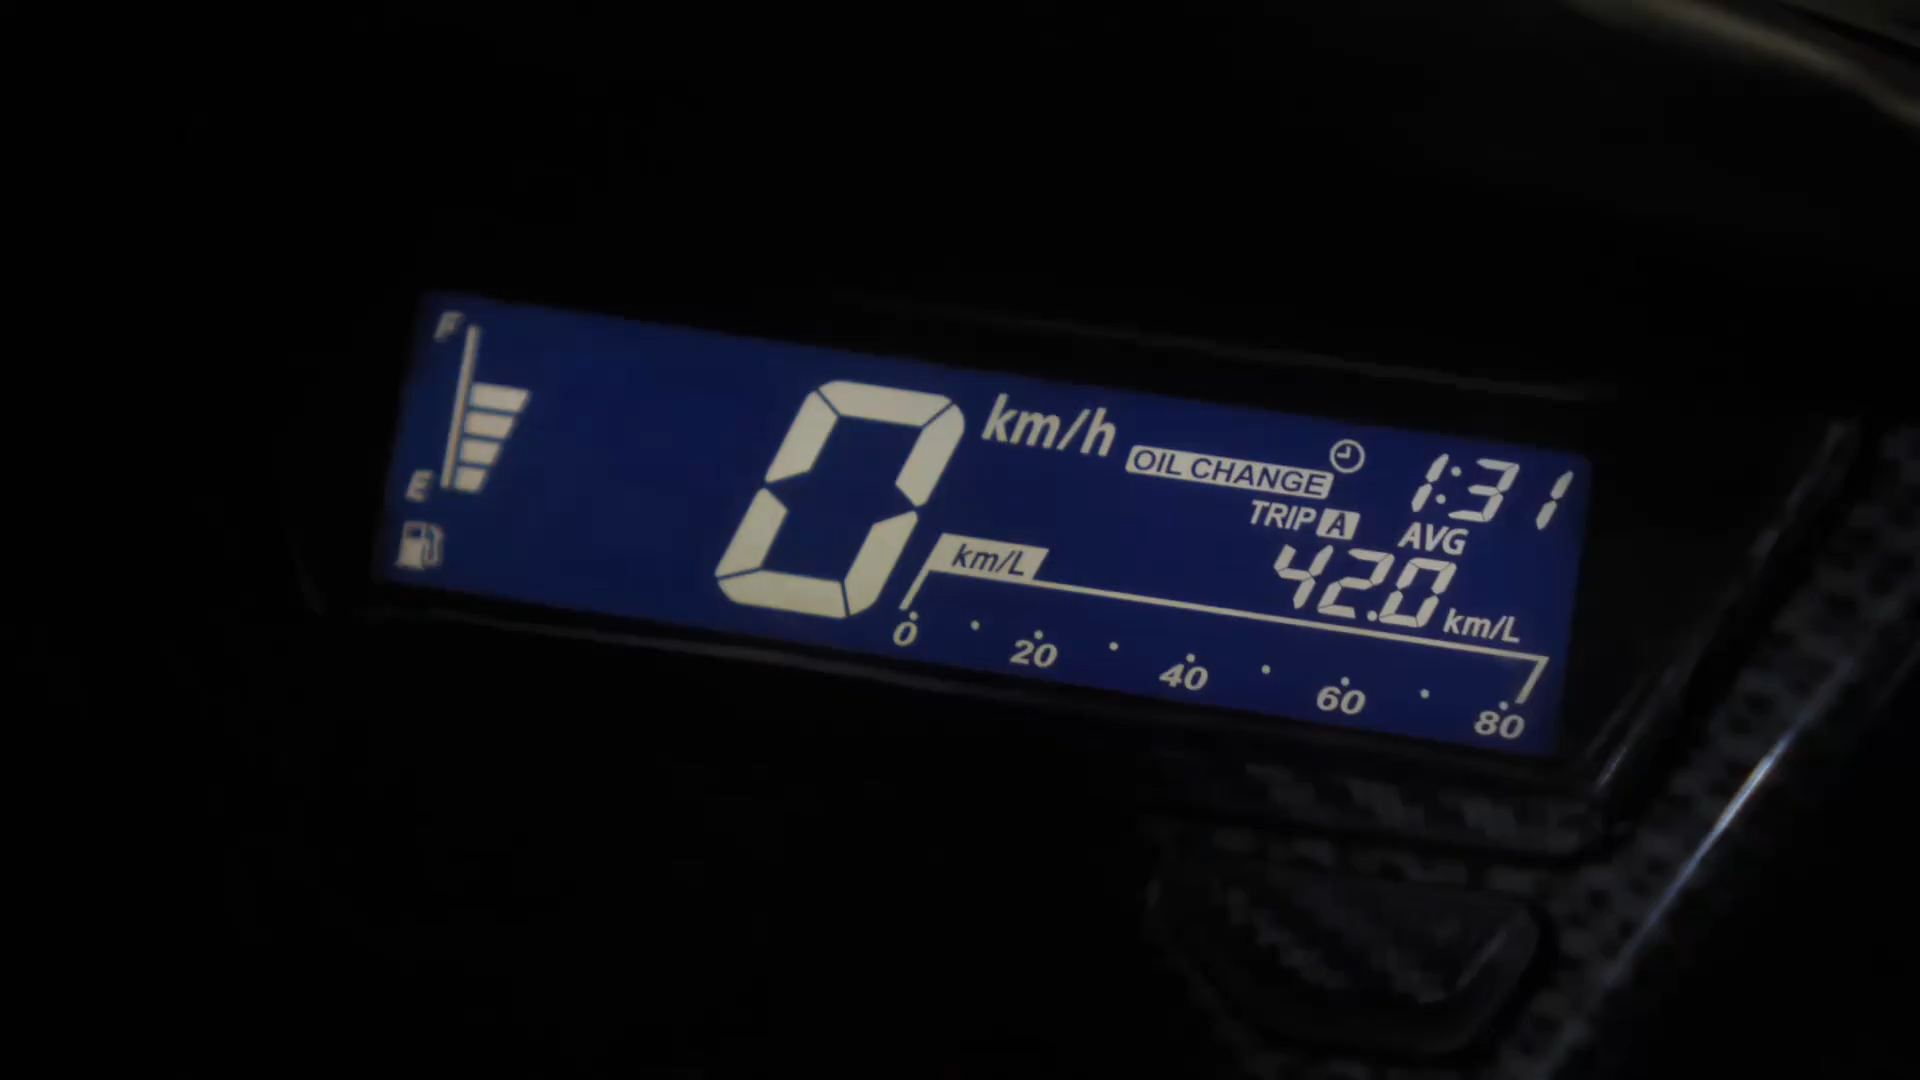 F
E
0 km/h
OIL CHANGE 1:31
TRIP A AVG
42.0 km/L
km/L
0 20 40 60 80